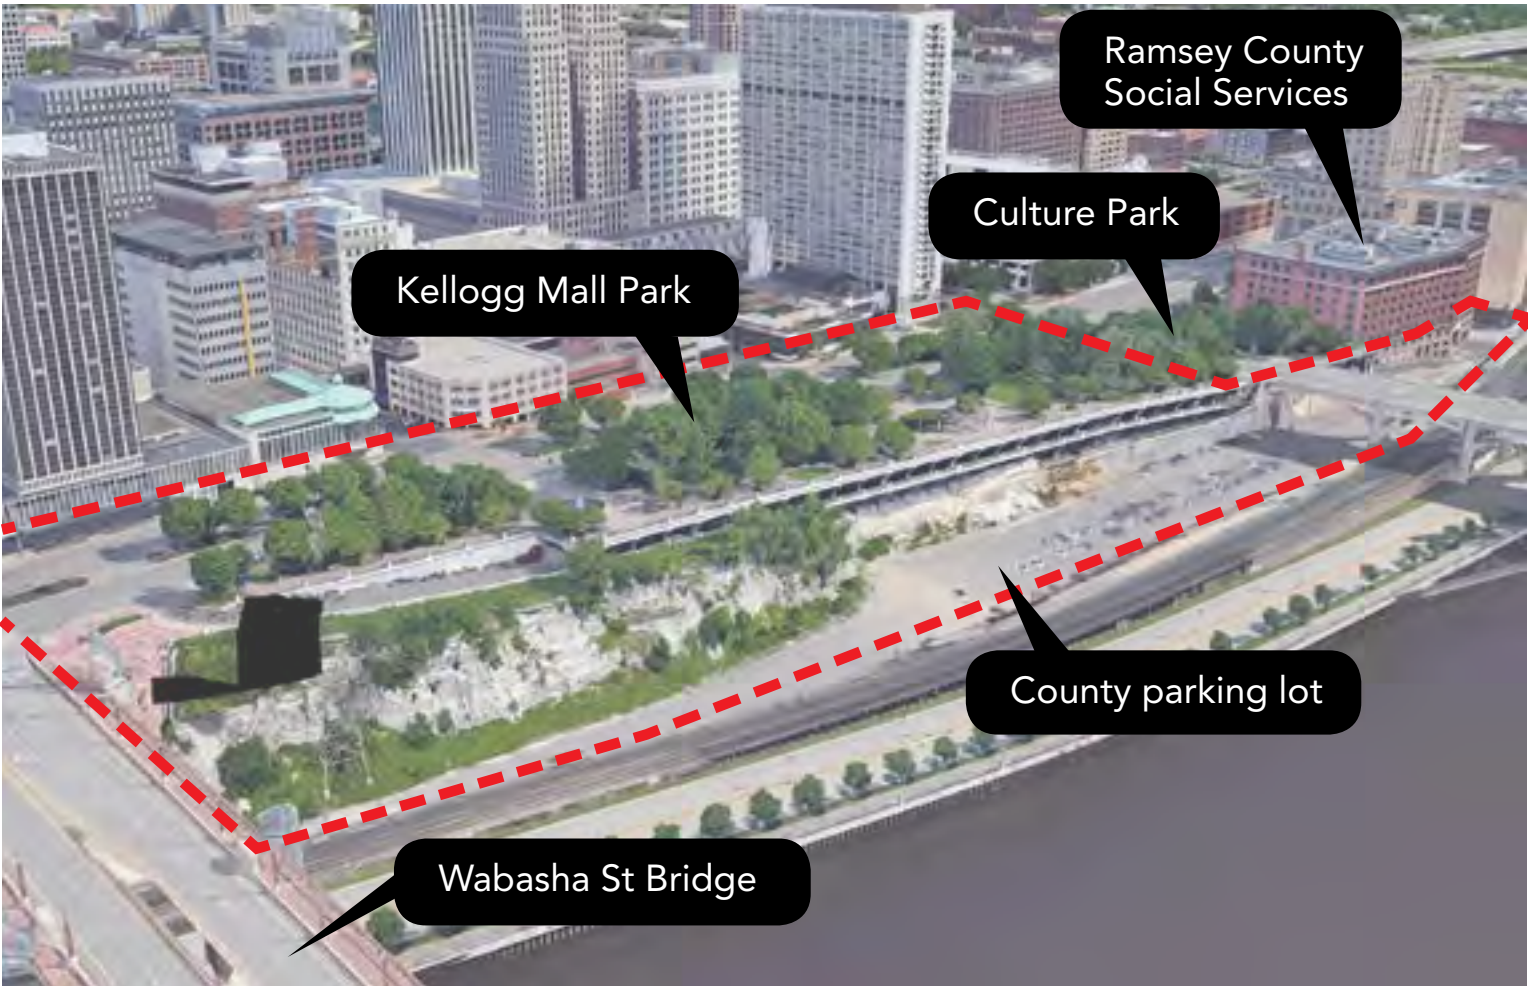 Ramsey County
Social Services
Culture Park
Kellogg Mall Park
County parking lot
Wabasha St Bridge